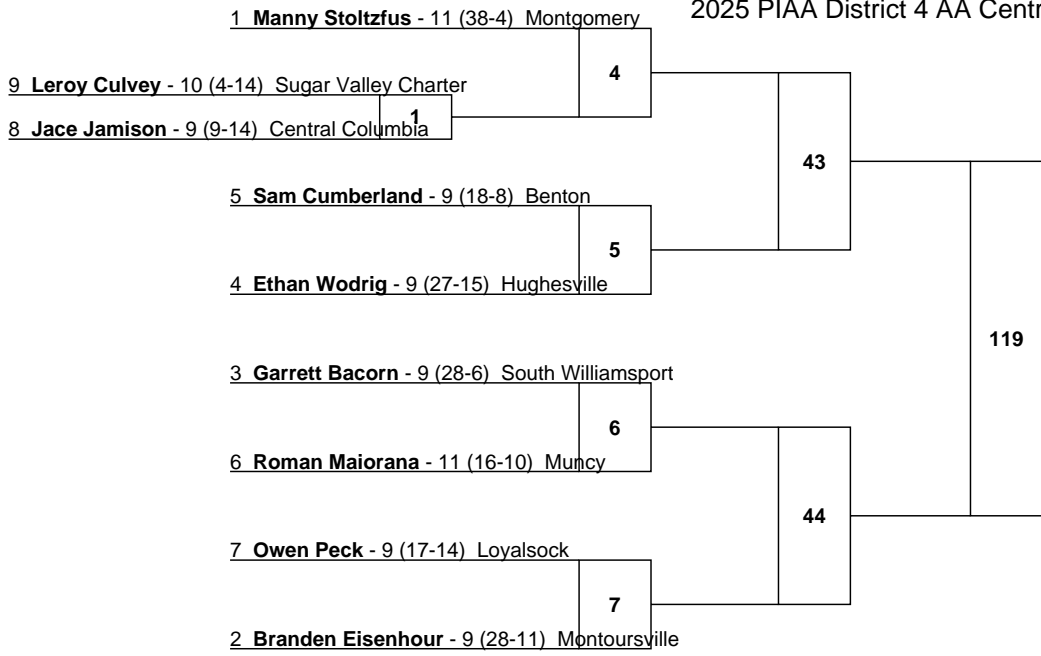 2025 PIAA District 4 AA Centr
1 Manny Stoltzfus - 11 (38-4) Montgomery
4
9 Leroy Culvey - 10 (4-14) Sugar Valley Charter
1
8 Jace Jamison - 9 (9-14) Central Columbia
43
5 Sam Cumberland - 9 (18-8) Benton
5
4 Ethan Wodrig - 9 (27-15) Hughesville
119
3 Garrett Bacorn - 9 (28-6) South Williamsport
6
6 Roman Maiorana - 11 (16-10) Muncy
44
7 Owen Peck - 9 (17-14) Loyalsock
7
2 Branden Eisenhour - 9 (28-11) Montoursville